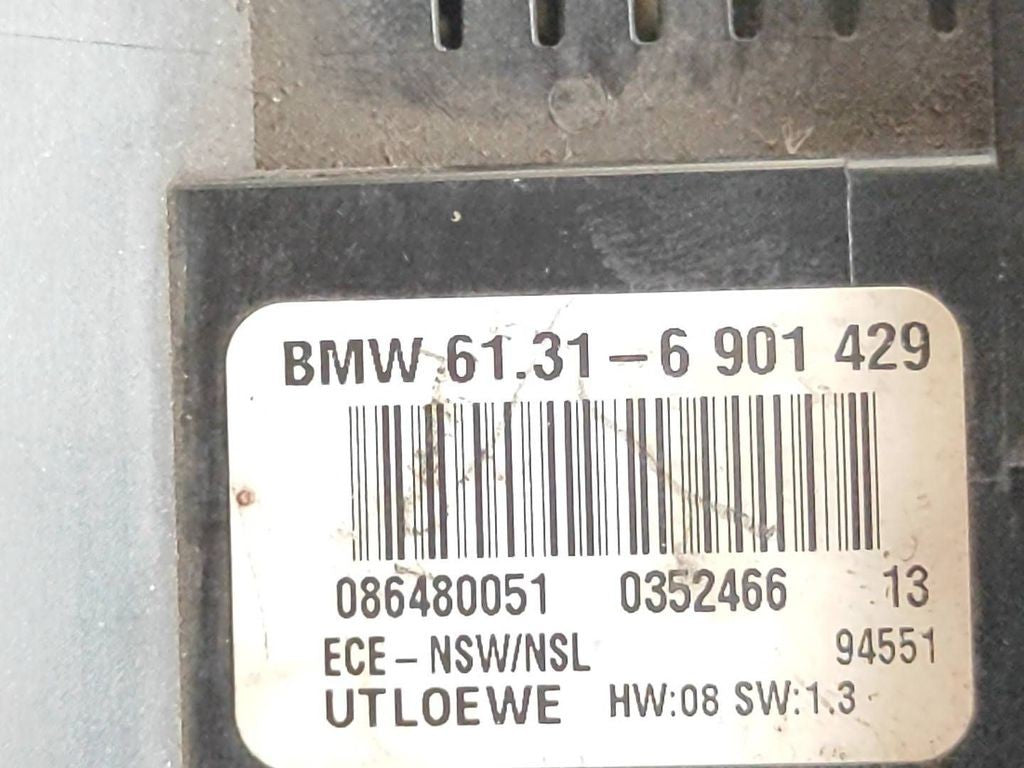 BMW 61.31 – 6 901 429
086480051 0352466 13
ECE – NSW/NSL 94551
UTLOEWE HW:08 SW:1.3